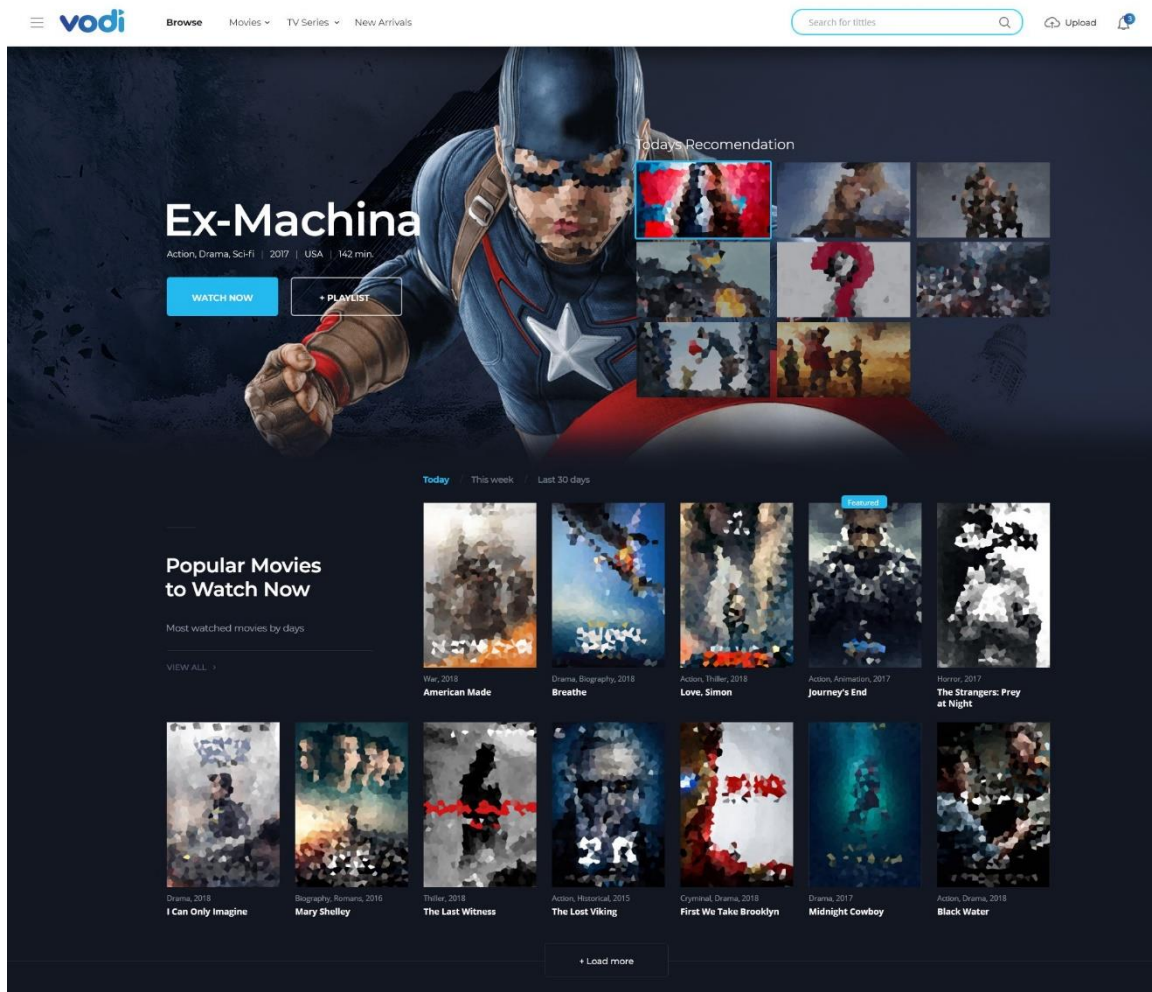 vodi
Browse Movies TV Series New Arrivals
Search for tittles
Upload
3
Todays Recomendation
Ex-Machina
Action, Drama, Sci-fi | 2017 | USA | 142 min.
WATCH NOW
+ PLAYLIST
Today / This week / Last 30 days
Popular Movies
to Watch Now
Most watched movies by days
VIEW ALL ›
Featured
War, 2018
American Made
Drama, Biography, 2018
Breathe
Action, Thiller, 2018
Love, Simon
Action, Animation, 2017
Journey's End
Horror, 2017
The Strangers: Prey
at Night
Drama, 2018
I Can Only Imagine
Biography, Romans, 2016
Mary Shelley
Thiller, 2018
The Last Witness
Action, Historical, 2015
The Lost Viking
Cryminal, Drama, 2018
First We Take Brooklyn
Drama, 2017
Midnight Cowboy
Action, Drama, 2018
Black Water
+ Load more